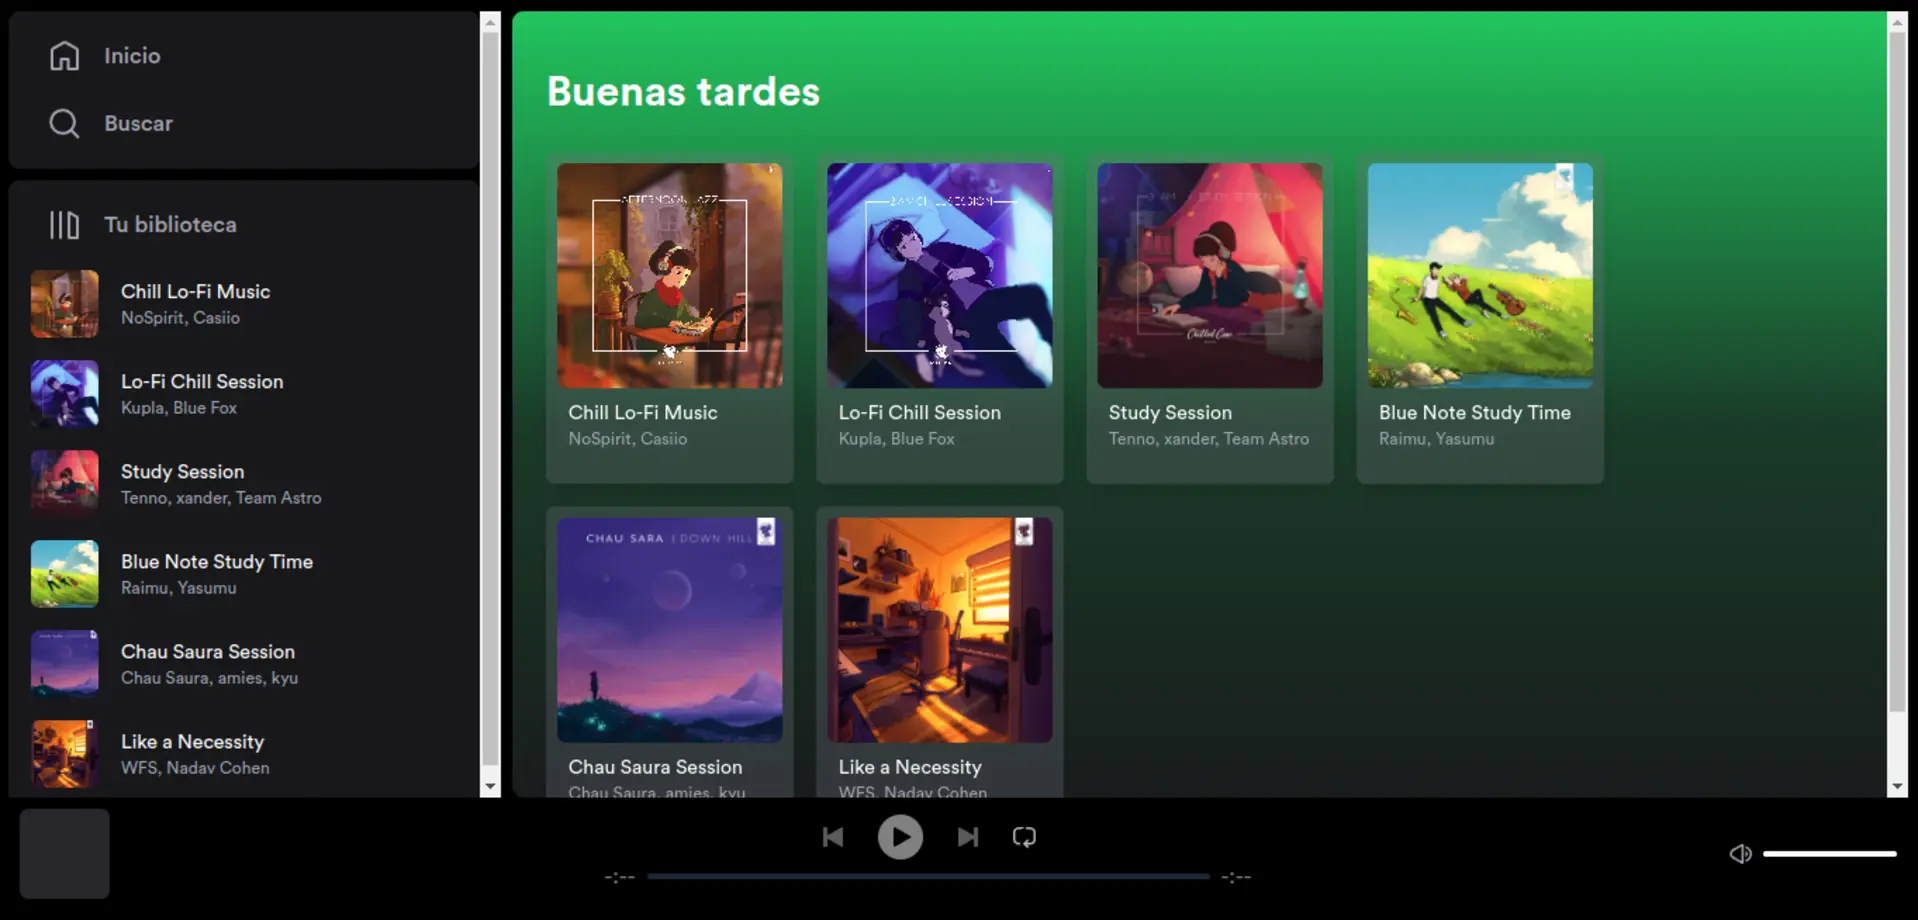 Inicio
Buscar
Tu biblioteca
Chill Lo-Fi Music
NoSpirit, Casiio
Lo-Fi Chill Session
Kupla, Blue Fox
Study Session
Tenno, xander, Team Astro
Blue Note Study Time
Raimu, Yasumu
Chau Saura Session
Chau Saura, amies, kyu
Like a Necessity
WFS, Nadav Cohen
Buenas tardes
AFTERNOON JAZZ
Chill Lo-Fi Music
NoSpirit, Casiio
Lo-Fi Chill Session
Kupla, Blue Fox
STUDY SESSION
Chilled Cow
Study Session
Tenno, xander, Team Astro
Blue Note Study Time
Raimu, Yasumu
CHAU SARA | DOWN HILL
Chau Saura Session
Chau Saura, amies, kyu
Like a Necessity
WFS, Nadav Cohen
-:--
-:--